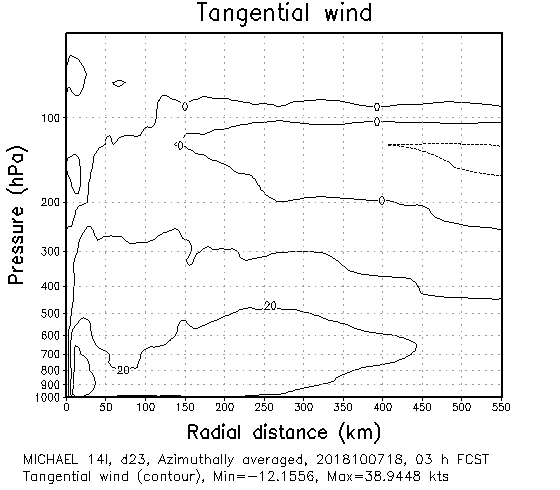 Tangential wind
Pressure (hPa)
100
200
300
400
500
600
700
800
900
1000
0
0
0
0
20
20
0 50 100 150 200 250 300 350 400 450 500 550
Radial distance (km)
MICHAEL 14l, d23, Azimuthally averaged, 2018100718, 03 h FCST
Tangential wind (contour), Min=−12.1556, Max=38.9448 kts